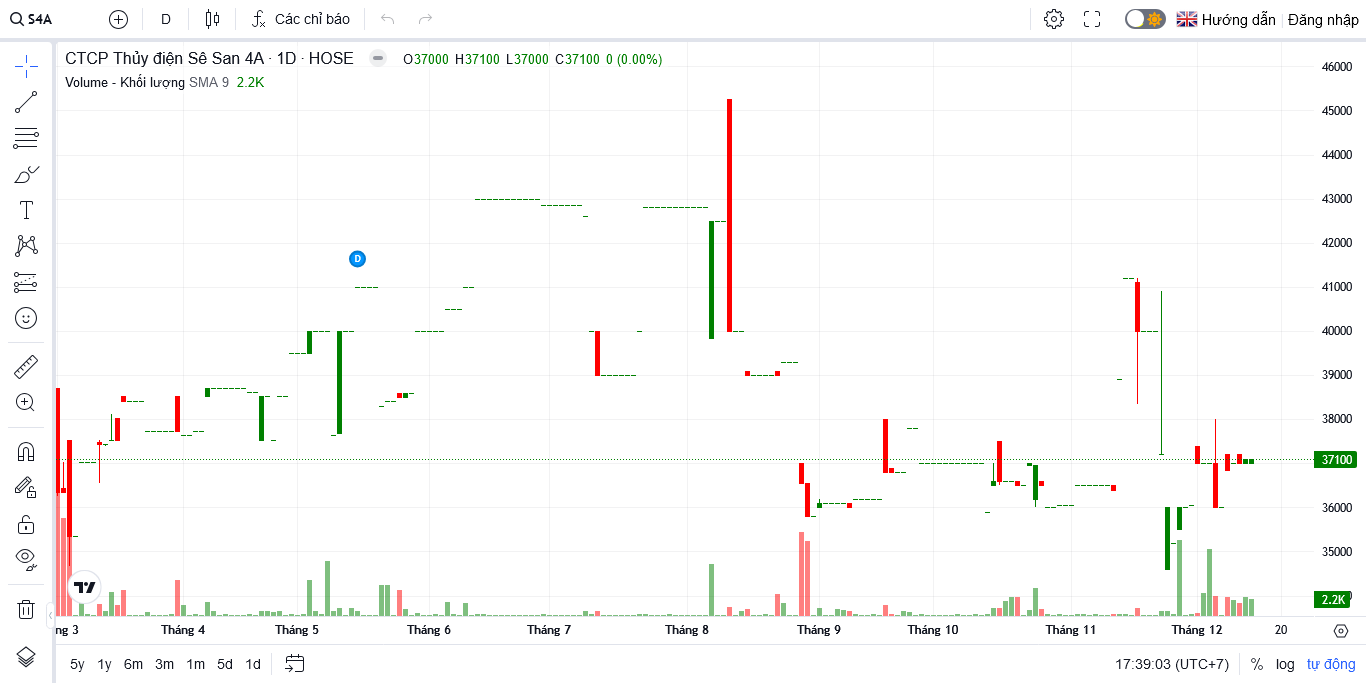 S4A D Các chỉ báo Hướng dẫn Đăng nhập
CTCP Thủy điện Sê San 4A · 1D · HOSE O37000 H37100 L37000 C37100 0 (0.00%)
Volume - Khối lượng SMA 9 2.2K
46000
45000
44000
43000
42000
D
41000
40000
39000
38000
37100
36000
35000
2.2K
ng 3 Tháng 4 Tháng 5 Tháng 6 Tháng 7 Tháng 8 Tháng 9 Tháng 10 Tháng 11 Tháng 12 20
5y 1y 6m 3m 1m 5d 1d 17:39:03 (UTC+7) % log tự động